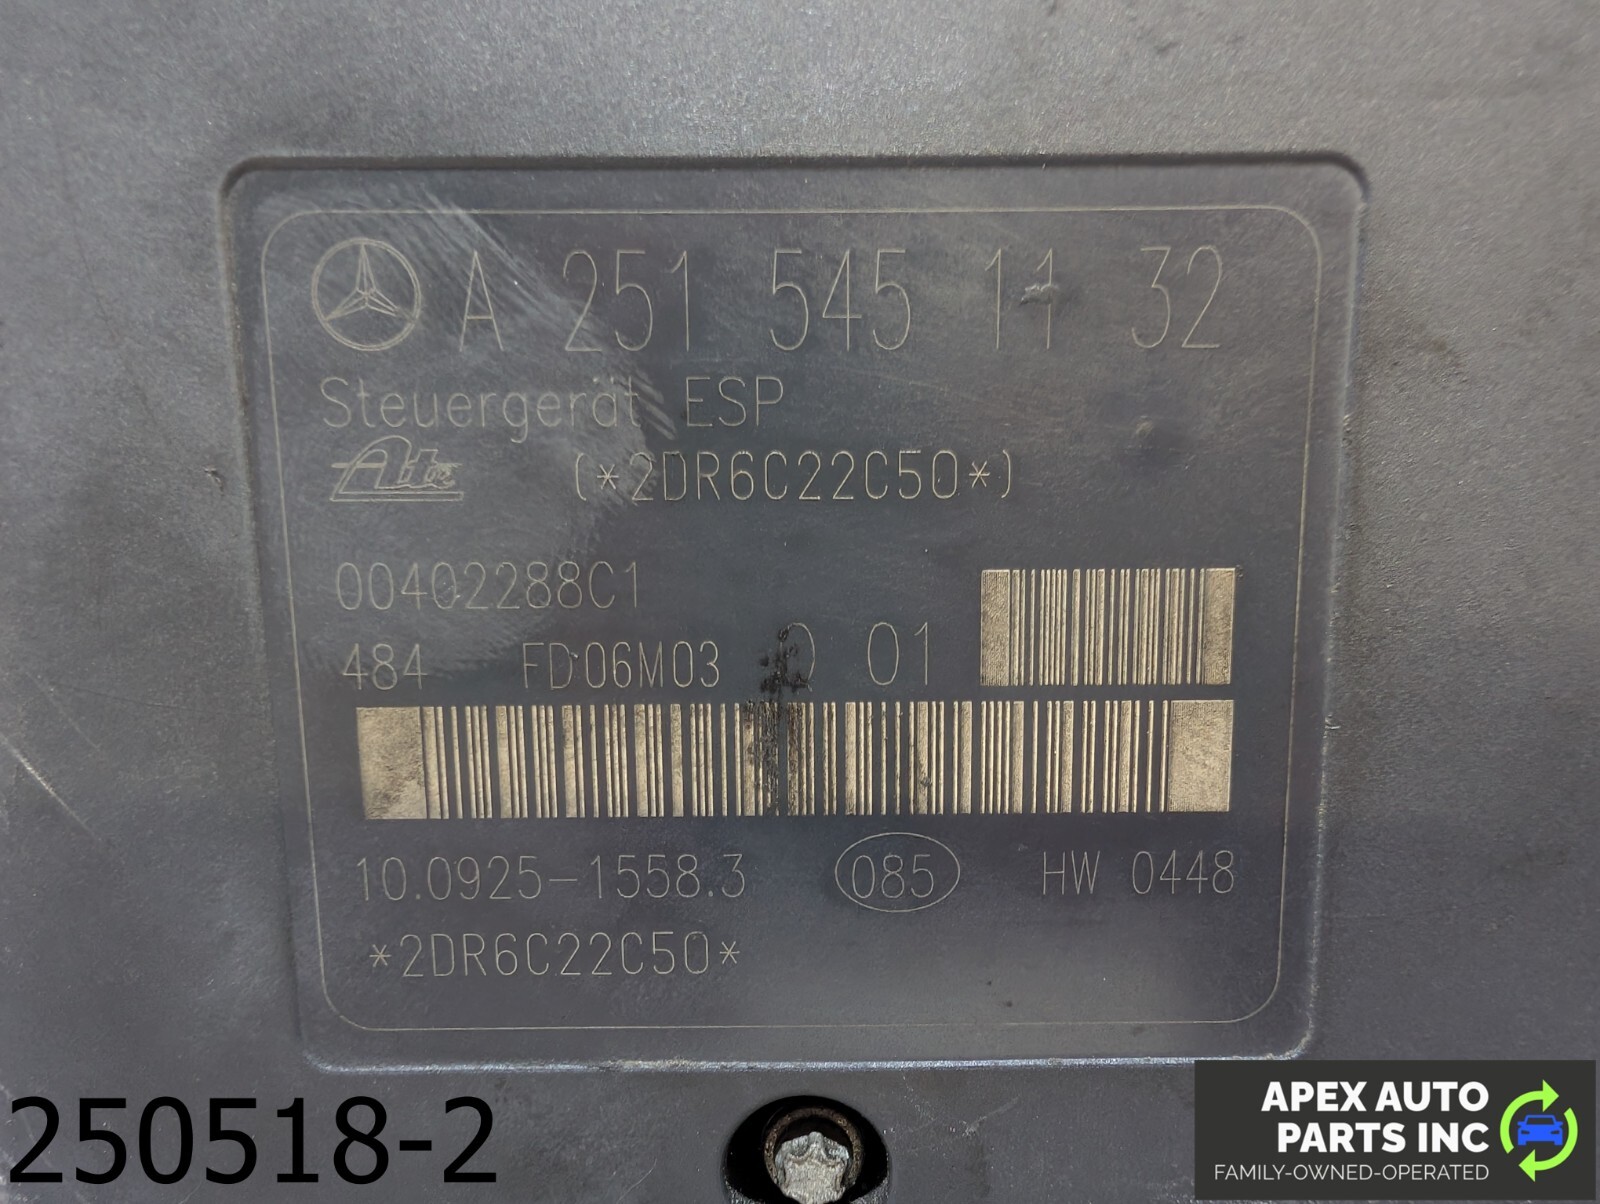 A 251 545 11 32
Steuergerät ESP
Ate (*2DR6C22C50*)
00402288C1
484 FD06M03 Q 01
10.0925-1558.3 085 HW 0448
*2DR6C22C50*
250518-2
APEX AUTO
PARTS INC
FAMILY-OWNED-OPERATED